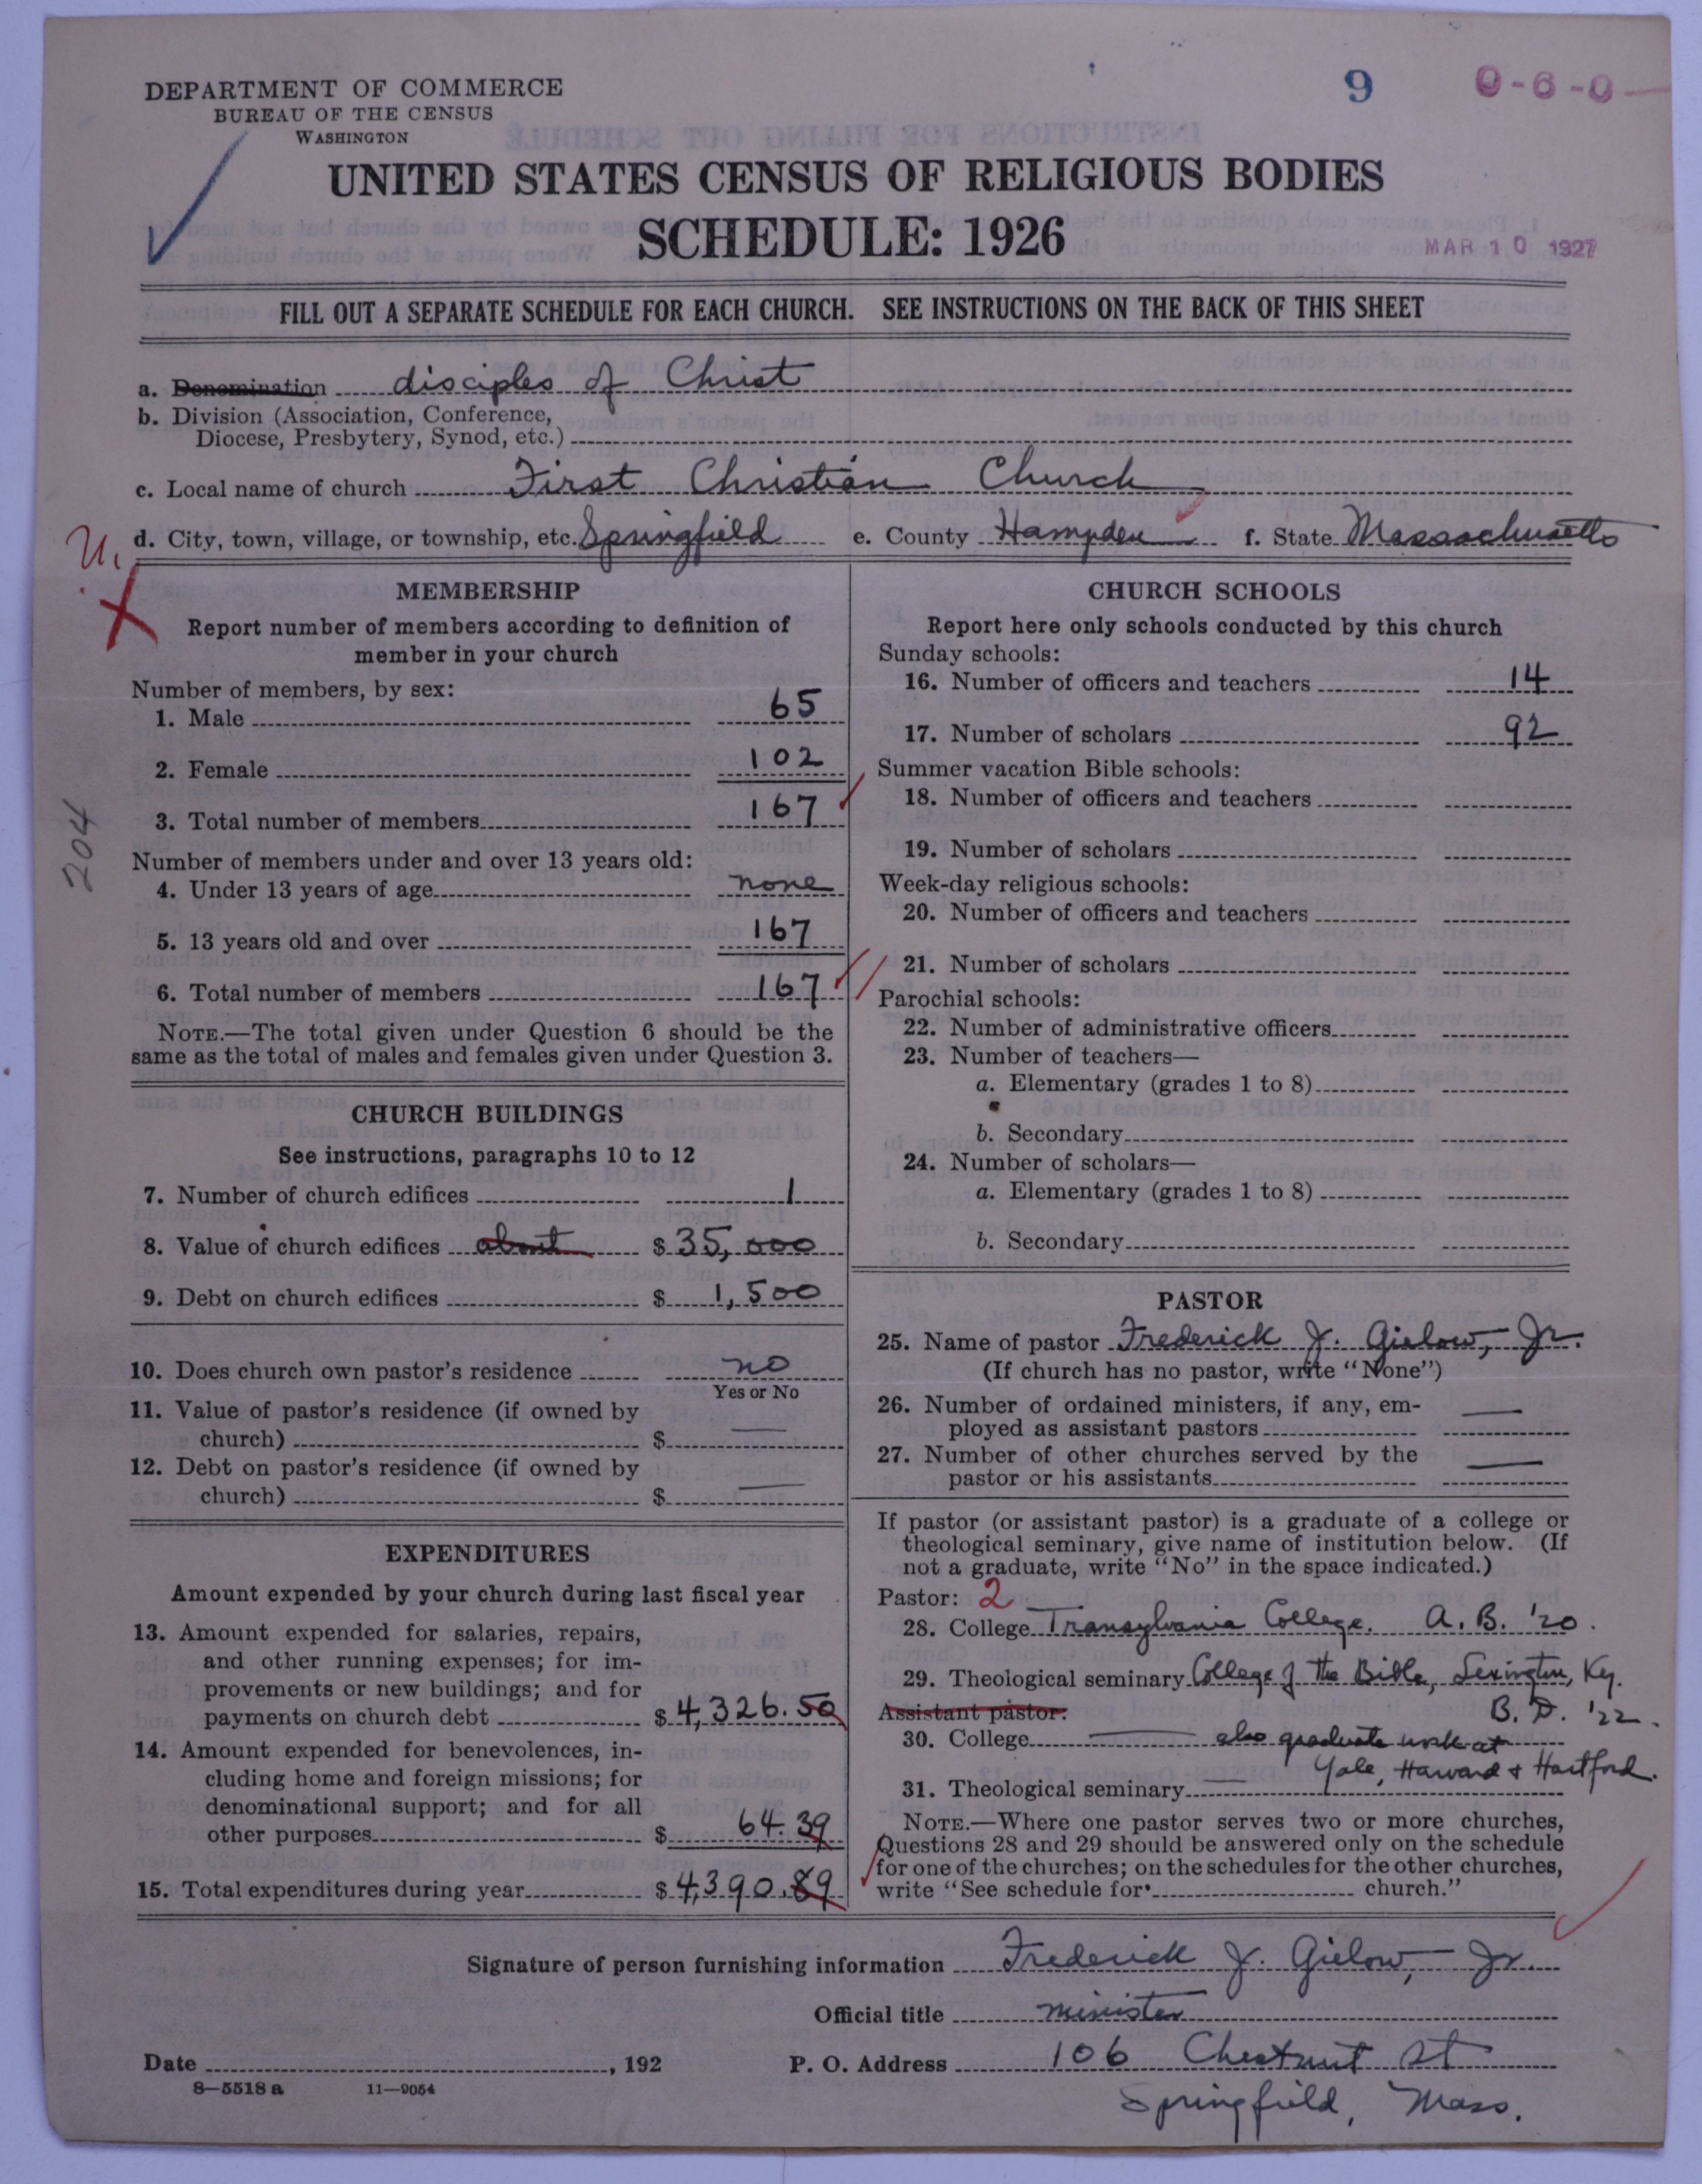 DEPARTMENT OF COMMERCE
BUREAU OF THE CENSUS
WASHINGTON
9
0-6-0
UNITED STATES CENSUS OF RELIGIOUS BODIES
SCHEDULE: 1926
MAR 10 1927
FILL OUT A SEPARATE SCHEDULE FOR EACH CHURCH. SEE INSTRUCTIONS ON THE BACK OF THIS SHEET
a. Denomination disciples of Christ
b. Division (Association, Conference,
Diocese, Presbytery, Synod, etc.)
c. Local name of church First Christian Church
d. City, town, village, or township, etc. Springfield e. County Hampden f. State Massachusetts
U.
X
204
MEMBERSHIP
Report number of members according to definition of
member in your church
Number of members, by sex:
1. Male 65
2. Female 102
3. Total number of members 167
Number of members under and over 13 years old:
4. Under 13 years of age none
5. 13 years old and over 167
6. Total number of members 167
NOTE.—The total given under Question 6 should be the
same as the total of males and females given under Question 3.
CHURCH BUILDINGS
See instructions, paragraphs 10 to 12
7. Number of church edifices 1
8. Value of church edifices about $ 35,000
9. Debt on church edifices $ 1,500
10. Does church own pastor's residence no
Yes or No
11. Value of pastor's residence (if owned by
church) $ —
12. Debt on pastor's residence (if owned by
church) $ —
EXPENDITURES
Amount expended by your church during last fiscal year
13. Amount expended for salaries, repairs,
and other running expenses; for im-
provements or new buildings; and for
payments on church debt $ 4,326.50
14. Amount expended for benevolences, in-
cluding home and foreign missions; for
denominational support; and for all
other purposes $ 64.39
15. Total expenditures during year $ 4,390.89
CHURCH SCHOOLS
Report here only schools conducted by this church
Sunday schools:
16. Number of officers and teachers 14
17. Number of scholars 92
Summer vacation Bible schools:
18. Number of officers and teachers
19. Number of scholars
Week-day religious schools:
20. Number of officers and teachers
21. Number of scholars
Parochial schools:
22. Number of administrative officers
23. Number of teachers—
a. Elementary (grades 1 to 8)
b. Secondary
24. Number of scholars—
a. Elementary (grades 1 to 8)
b. Secondary
PASTOR
25. Name of pastor Frederick J. Gielow, Jr.
(If church has no pastor, write "None")
26. Number of ordained ministers, if any, em-
ployed as assistant pastors —
27. Number of other churches served by the
pastor or his assistants —
If pastor (or assistant pastor) is a graduate of a college or
theological seminary, give name of institution below. (If
not a graduate, write "No" in the space indicated.)
Pastor: 2
28. College Transylvania College. A. B. '20.
29. Theological seminary College of the Bible, Lexington, Ky.
Assistant pastor: B. D. '22.
30. College — also graduate work at
Yale, Harvard & Hartford.
31. Theological seminary —
NOTE.—Where one pastor serves two or more churches,
Questions 28 and 29 should be answered only on the schedule
for one of the churches; on the schedules for the other churches,
write "See schedule for church."
Signature of person furnishing information Frederick J. Gielow, Jr.
Official title minister
Date , 192 P. O. Address 106 Chestnut St
8—5518 a 11—9054
Springfield, Mass.